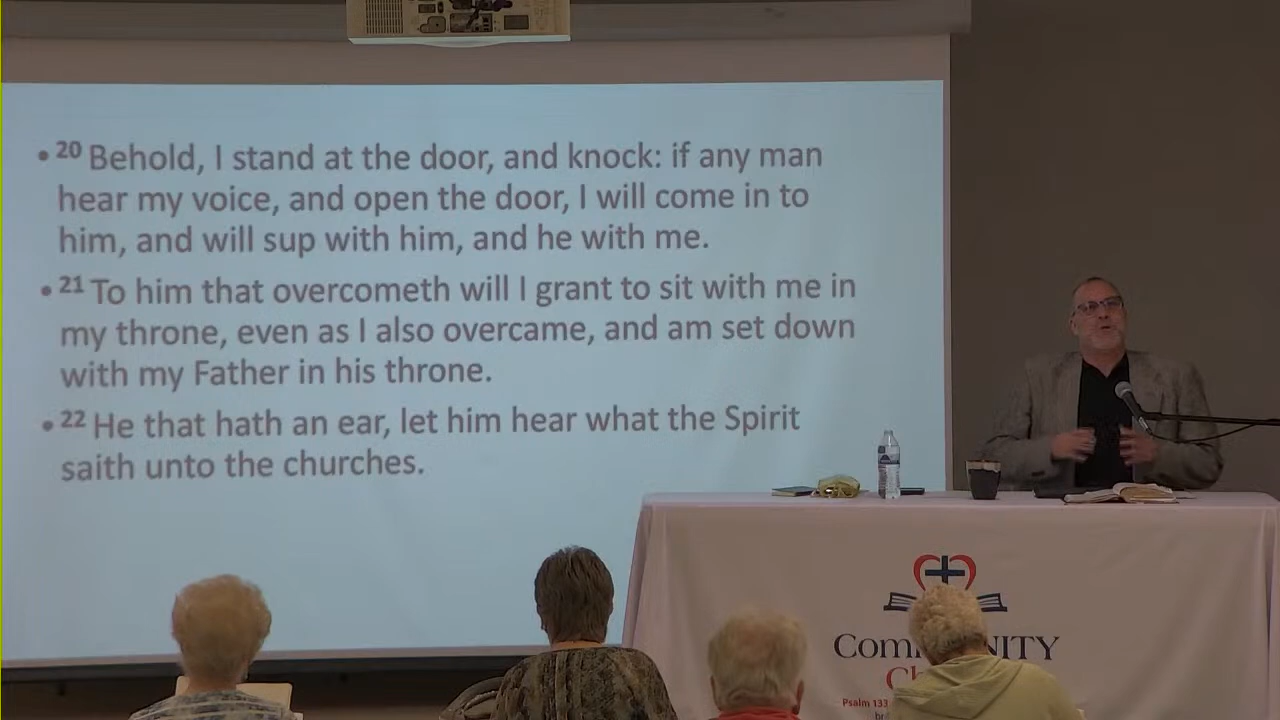 • 20 Behold, I stand at the door, and knock: if any man
hear my voice, and open the door, I will come in to
him, and will sup with him, and he with me.
• 21 To him that overcometh will I grant to sit with me in
my throne, even as I also overcame, and am set down
with my Father in his throne.
• 22 He that hath an ear, let him hear what the Spirit
saith unto the churches.
Psalm 133